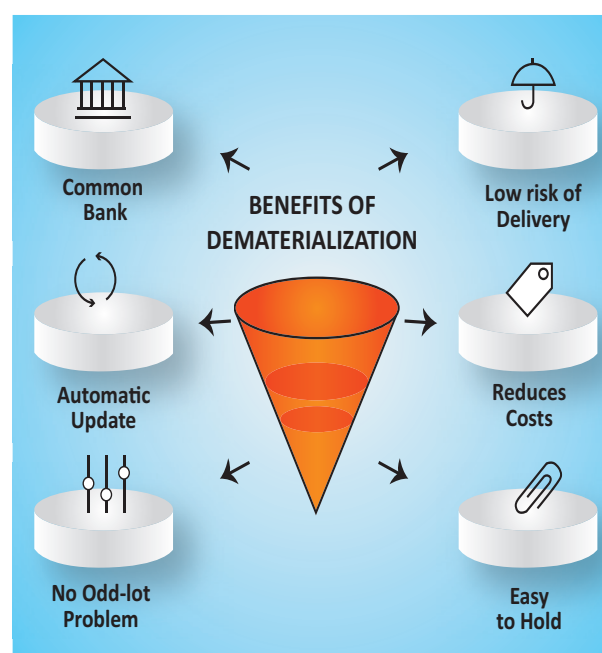 BENEFITS OF
DEMATERIALIZATION
Common
Bank
Low risk of
Delivery
Automatic
Update
Reduces
Costs
No Odd-lot
Problem
Easy
to Hold